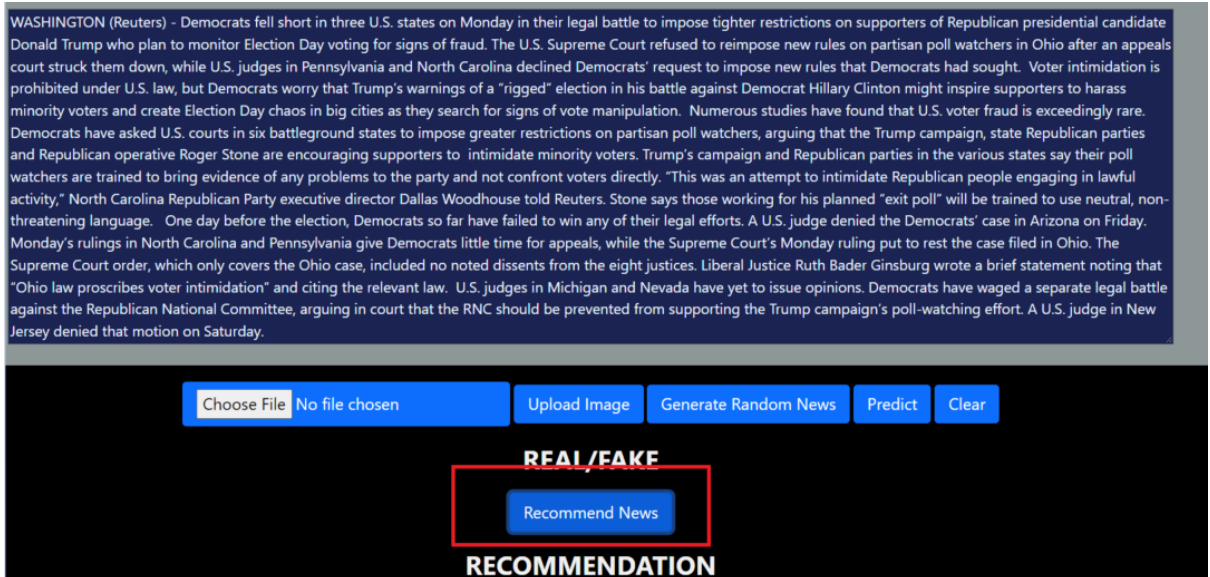 WASHINGTON (Reuters) - Democrats fell short in three U.S. states on Monday in their legal battle to impose tighter restrictions on supporters of Republican presidential candidate
Donald Trump who plan to monitor Election Day voting for signs of fraud. The U.S. Supreme Court refused to reimpose new rules on partisan poll watchers in Ohio after an appeals
court struck them down, while U.S. judges in Pennsylvania and North Carolina declined Democrats’ request to impose new rules that Democrats had sought.  Voter intimidation is
prohibited under U.S. law, but Democrats worry that Trump’s warnings of a “rigged” election in his battle against Democrat Hillary Clinton might inspire supporters to harass
minority voters and create Election Day chaos in big cities as they search for signs of vote manipulation.  Numerous studies have found that U.S. voter fraud is exceedingly rare.
Democrats have asked U.S. courts in six battleground states to impose greater restrictions on partisan poll watchers, arguing that the Trump campaign, state Republican parties
and Republican operative Roger Stone are encouraging supporters to  intimidate minority voters. Trump’s campaign and Republican parties in the various states say their poll
watchers are trained to bring evidence of any problems to the party and not confront voters directly. “This was an attempt to intimidate Republican people engaging in lawful
activity,” North Carolina Republican Party executive director Dallas Woodhouse told Reuters. Stone says those working for his planned “exit poll” will be trained to use neutral, non-
threatening language.   One day before the election, Democrats so far have failed to win any of their legal efforts. A U.S. judge denied the Democrats’ case in Arizona on Friday.
Monday’s rulings in North Carolina and Pennsylvania give Democrats little time for appeals, while the Supreme Court’s Monday ruling put to rest the case filed in Ohio. The
Supreme Court order, which only covers the Ohio case, included no noted dissents from the eight justices. Liberal Justice Ruth Bader Ginsburg wrote a brief statement noting that
“Ohio law proscribes voter intimidation” and citing the relevant law.  U.S. judges in Michigan and Nevada have yet to issue opinions. Democrats have waged a separate legal battle
against the Republican National Committee, arguing in court that the RNC should be prevented from supporting the Trump campaign’s poll-watching effort. A U.S. judge in New
Jersey denied that motion on Saturday.
Choose File No file chosen Upload Image Generate Random News Predict Clear
REAL/FAKE
Recommend News
RECOMMENDATION